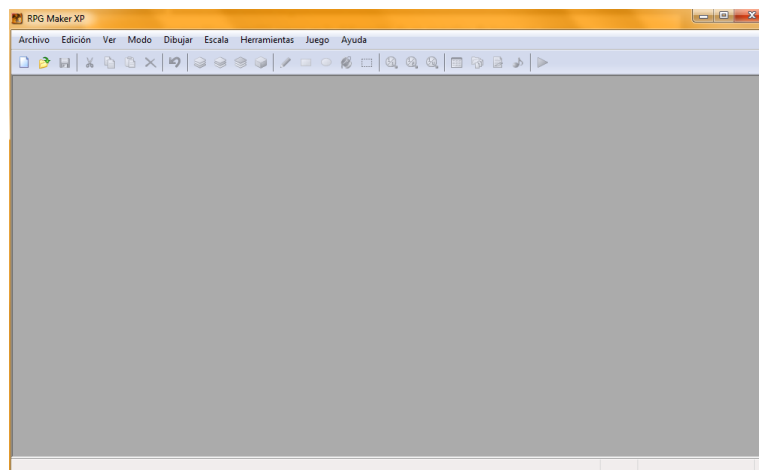 RPG Maker XP
Archivo Edición Ver Modo Dibujar Escala Herramientas Juego Ayuda